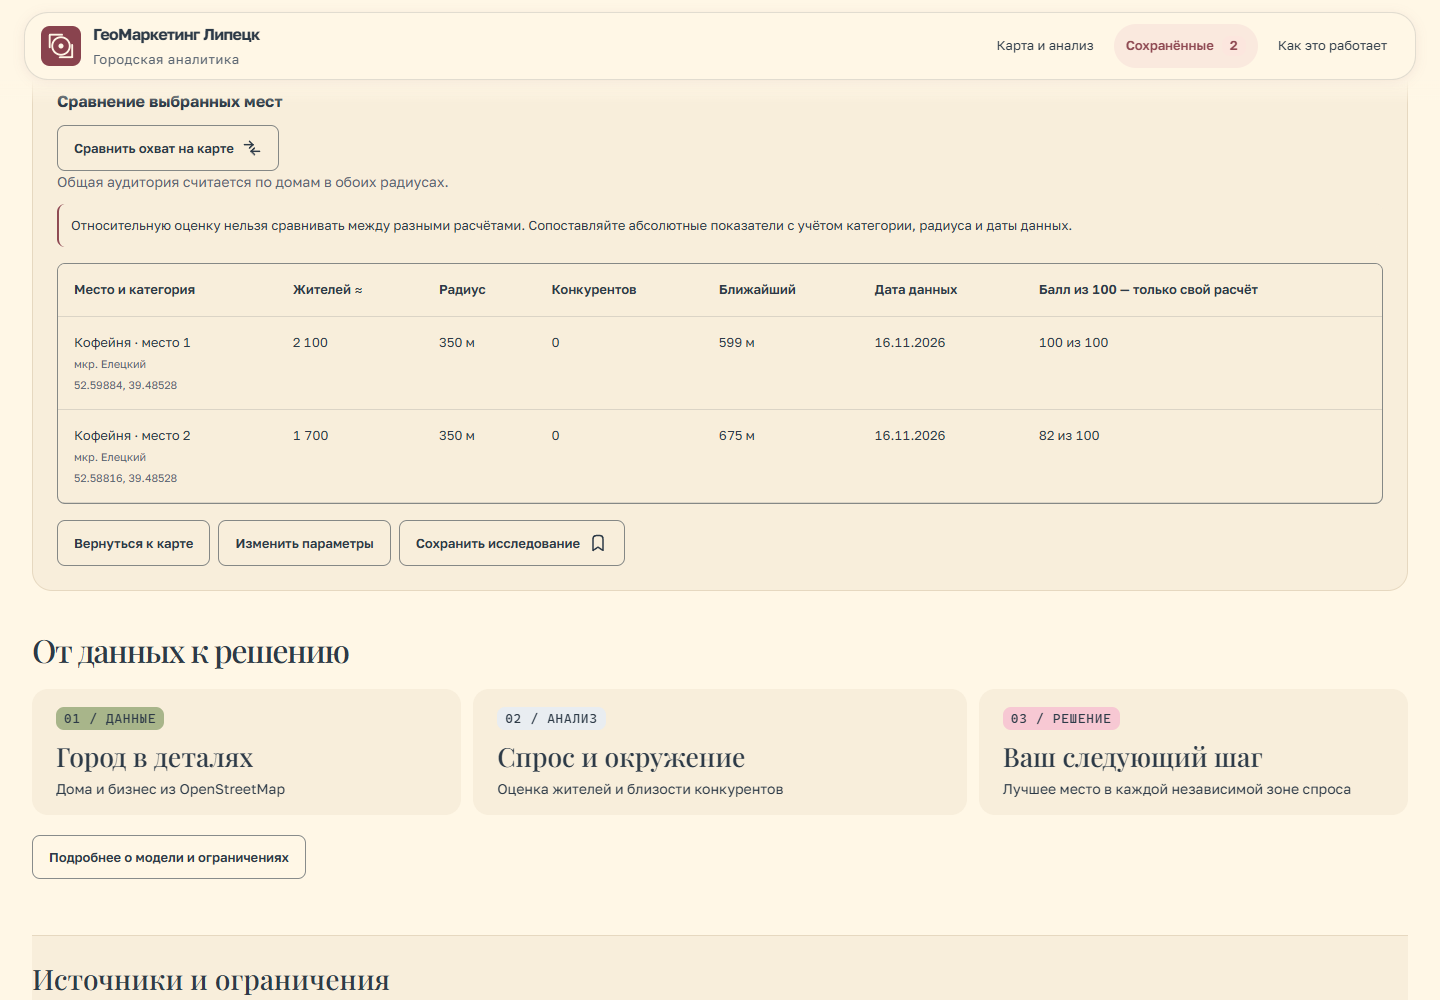 ГеоМаркетинг Липецк
Городская аналитика
Карта и анализ
Сохранённые 2
Как это работает
Сравнение выбранных мест
Сравнить охват на карте
Общая аудитория считается по домам в обоих радиусах.
Относительную оценку нельзя сравнивать между разными расчётами. Сопоставляйте абсолютные показатели с учётом категории, радиуса и даты данных.
Место и категория Жителей ≈ Радиус Конкурентов Ближайший Дата данных Балл из 100 — только свой расчёт
Кофейня · место 1 2 100 350 м 0 599 м 16.11.2026 100 из 100
мкр. Елецкий
52.59884, 39.48528
Кофейня · место 2 1 700 350 м 0 675 м 16.11.2026 82 из 100
мкр. Елецкий
52.58816, 39.48528
Вернуться к карте
Изменить параметры
Сохранить исследование
От данных к решению
01 / ДАННЫЕ
Город в деталях
Дома и бизнес из OpenStreetMap
02 / АНАЛИЗ
Спрос и окружение
Оценка жителей и близости конкурентов
03 / РЕШЕНИЕ
Ваш следующий шаг
Лучшее место в каждой независимой зоне спроса
Подробнее о модели и ограничениях
Источники и ограничения